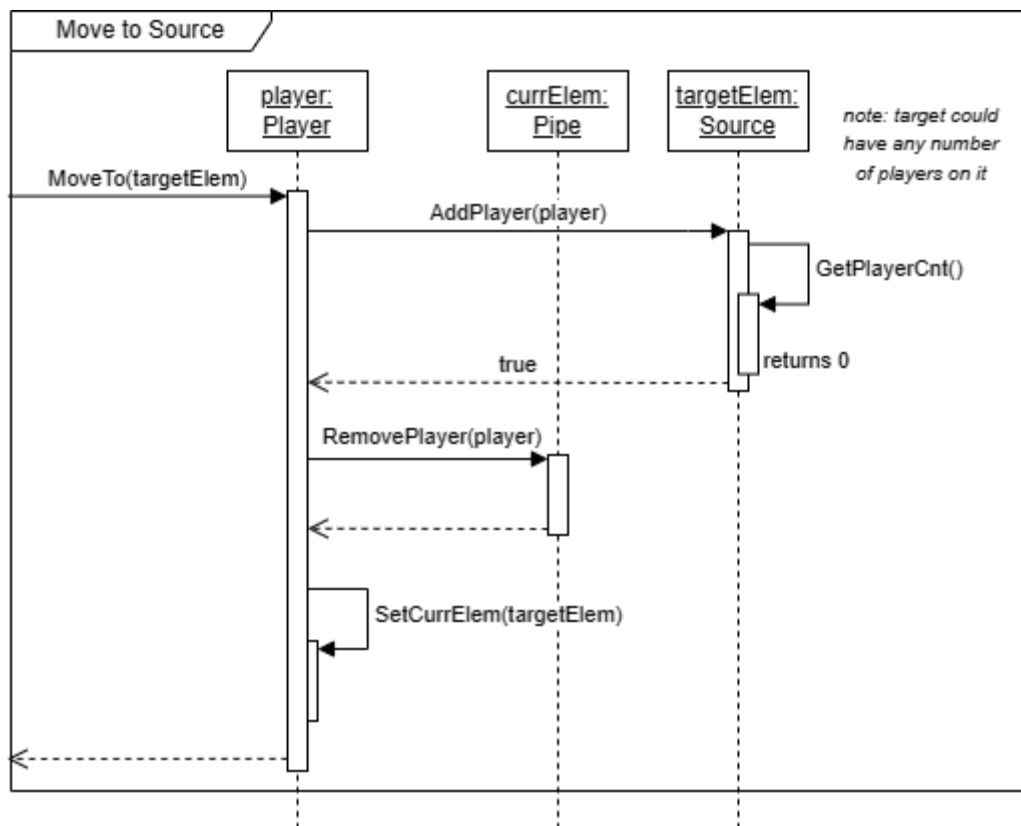 Move to Source
player:
Player
currElem:
Pipe
targetElem:
Source
note: target could
have any number
of players on it
MoveTo(targetElem)
AddPlayer(player)
GetPlayerCnt()
returns 0
true
RemovePlayer(player)
SetCurrElem(targetElem)